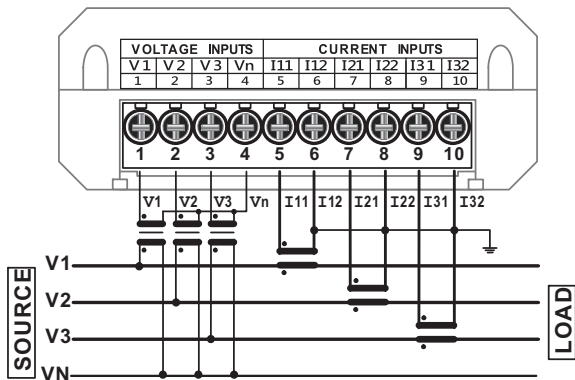 VOLTAGE INPUTS CURRENT INPUTS
V1 V2 V3 Vn I11 I12 I21 I22 I31 I32
1 2 3 4 5 6 7 8 9 10
1 2 3 4 5 6 7 8 9 10
V1 V2 V3 Vn I11 I12 I21 I22 I31 I32
SOURCE
V1
V2
V3
VN
LOAD